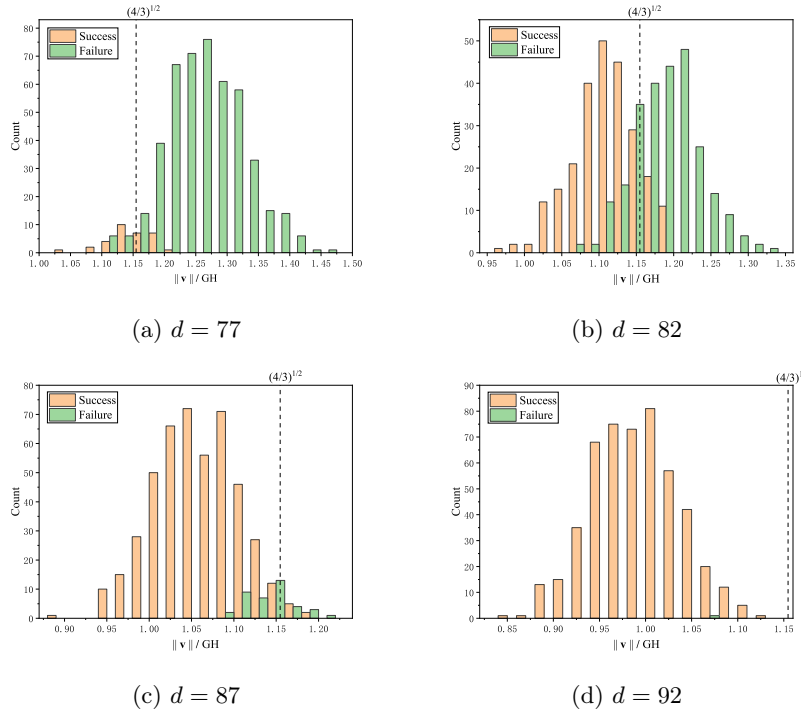 (4/3)^{1/2}
Success
Failure
Count
80
70
60
50
40
30
20
10
0
1.00 1.05 1.10 1.15 1.20 1.25 1.30 1.35 1.40 1.45 1.50
‖ v ‖ / GH
(a) d = 77
(4/3)^{1/2}
Success
Failure
Count
50
40
30
20
10
0
0.95 1.00 1.05 1.10 1.15 1.20 1.25 1.30 1.35
‖ v ‖ / GH
(b) d = 82
(4/3)^{1/2}
Success
Failure
Count
80
70
60
50
40
30
20
10
0
0.90 0.95 1.00 1.05 1.10 1.15 1.20
‖ v ‖ / GH
(c) d = 87
(4/3)^1
Success
Failure
Count
90
80
70
60
50
40
30
20
10
0
0.85 0.90 0.95 1.00 1.05 1.10 1.15
‖ v ‖ / GH
(d) d = 92